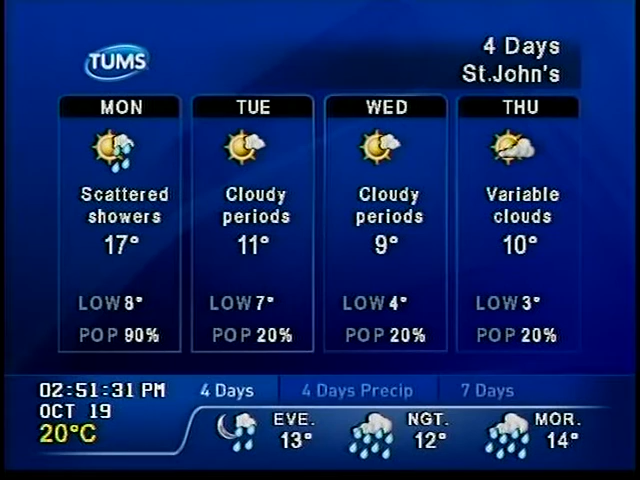 TUMS
4 Days
St.John's
MON
Scattered
showers
17°
LOW 8°
POP 90%
TUE
Cloudy
periods
11°
LOW 7°
POP 20%
WED
Cloudy
periods
9°
LOW 4°
POP 20%
THU
Variable
clouds
10°
LOW 3°
POP 20%
02:51:31 PM
OCT 19
20°C
4 Days
4 Days Precip
7 Days
EVE.
13°
NGT.
12°
MOR.
14°